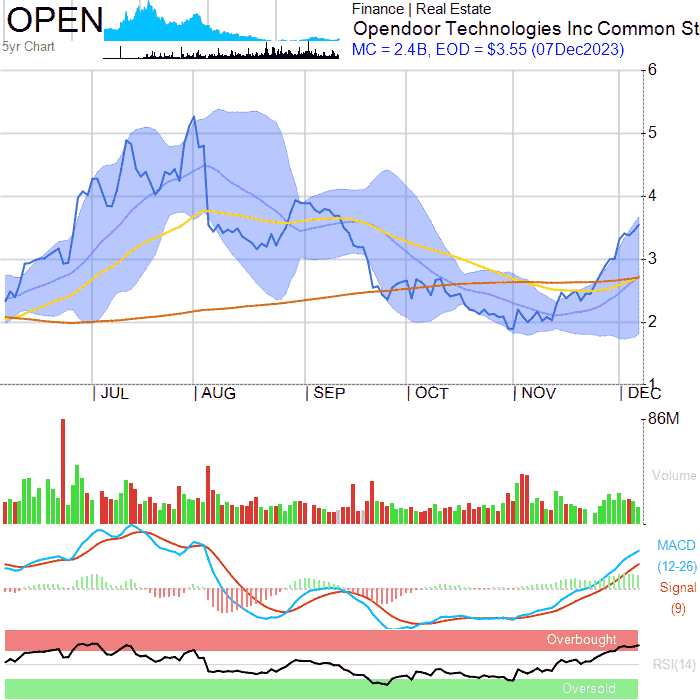 OPEN
5yr Chart
Finance | Real Estate
Opendoor Technologies Inc Common St
MC = 2.4B, EOD = $3.55 (07Dec2023)
6
5
4
3
2
1
JUL AUG SEP OCT NOV DEC
86M
Volume
MACD
(12-26)
Signal
(9)
Overbought
RSI(14)
Oversold